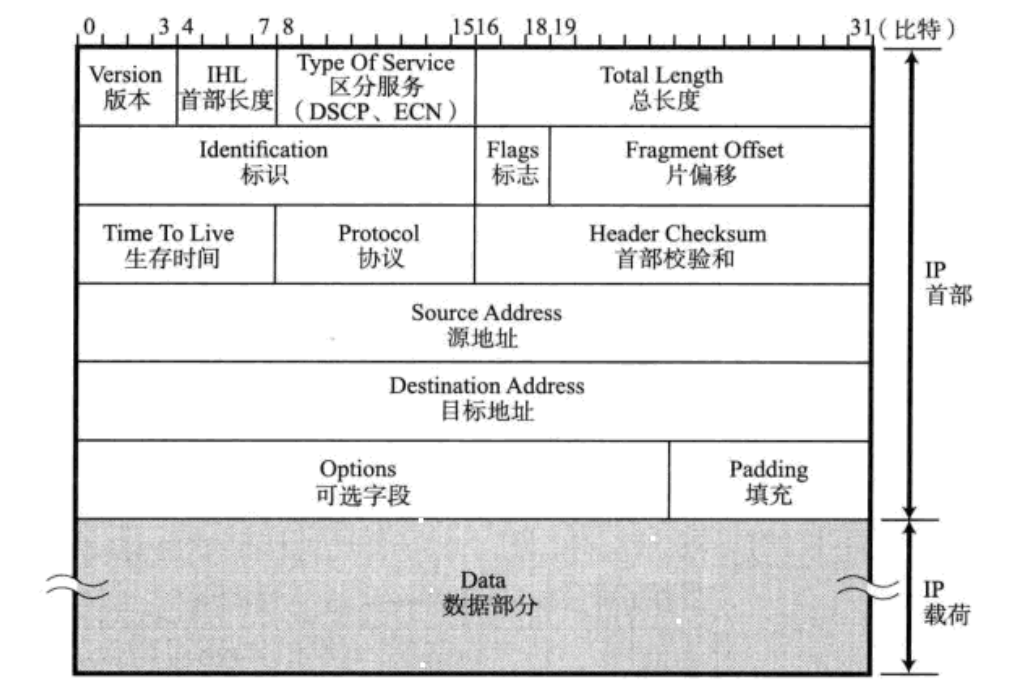 0 3 4 7 8 15 16 18 19 31 (比特)
Version
版本
IHL
首部长度
Type Of Service
区分服务
(DSCP、ECN)
Total Length
总长度
Identification
标识
Flags
标志
Fragment Offset
片偏移
Time To Live
生存时间
Protocol
协议
Header Checksum
首部校验和
Source Address
源地址
Destination Address
目标地址
Options
可选字段
Padding
填充
IP
首部
Data
数据部分
IP
载荷